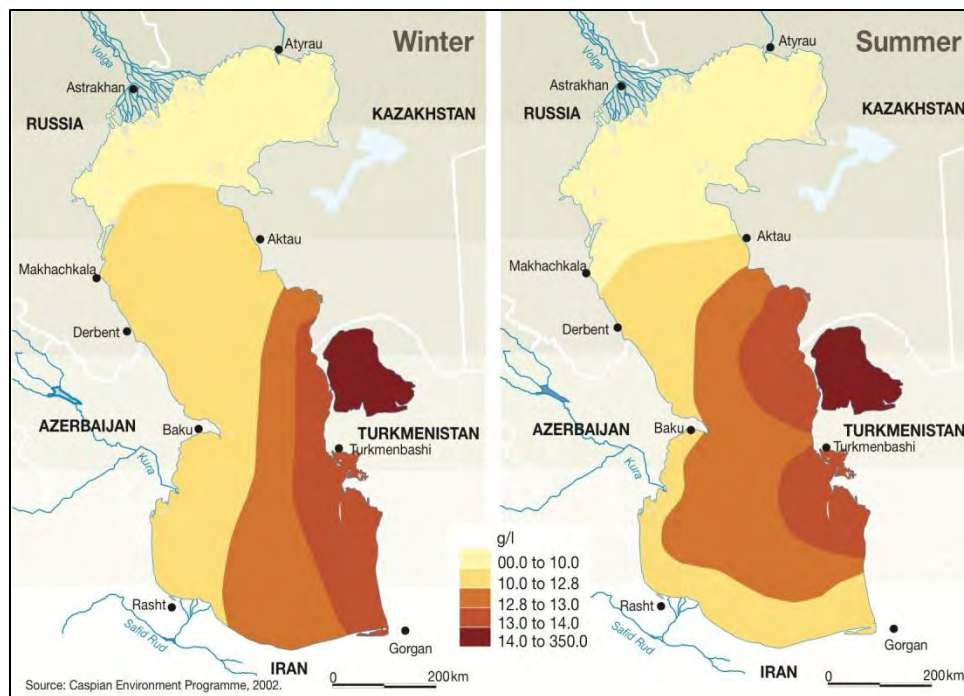 Winter
Atyrau
Volga
Astrakhan
RUSSIA
KAZAKHSTAN
Aktau
Makhachkala
Derbent
AZERBAIJAN
Baku
TURKMENISTAN
Turkmenbashi
Kura
Rasht
Safid Rud
Gorgan
IRAN
0 200km
Source: Caspian Environment Programme, 2002.
g/l
00.0 to 10.0
10.0 to 12.8
12.8 to 13.0
13.0 to 14.0
14.0 to 350.0
Summer
Atyrau
Volga
Astrakhan
RUSSIA
KAZAKHSTAN
Aktau
Makhachkala
Derbent
AZERBAIJAN
Baku
TURKMENISTAN
Turkmenbashi
Kura
Rasht
Safid Rud
Gorgan
IRAN
0 200km